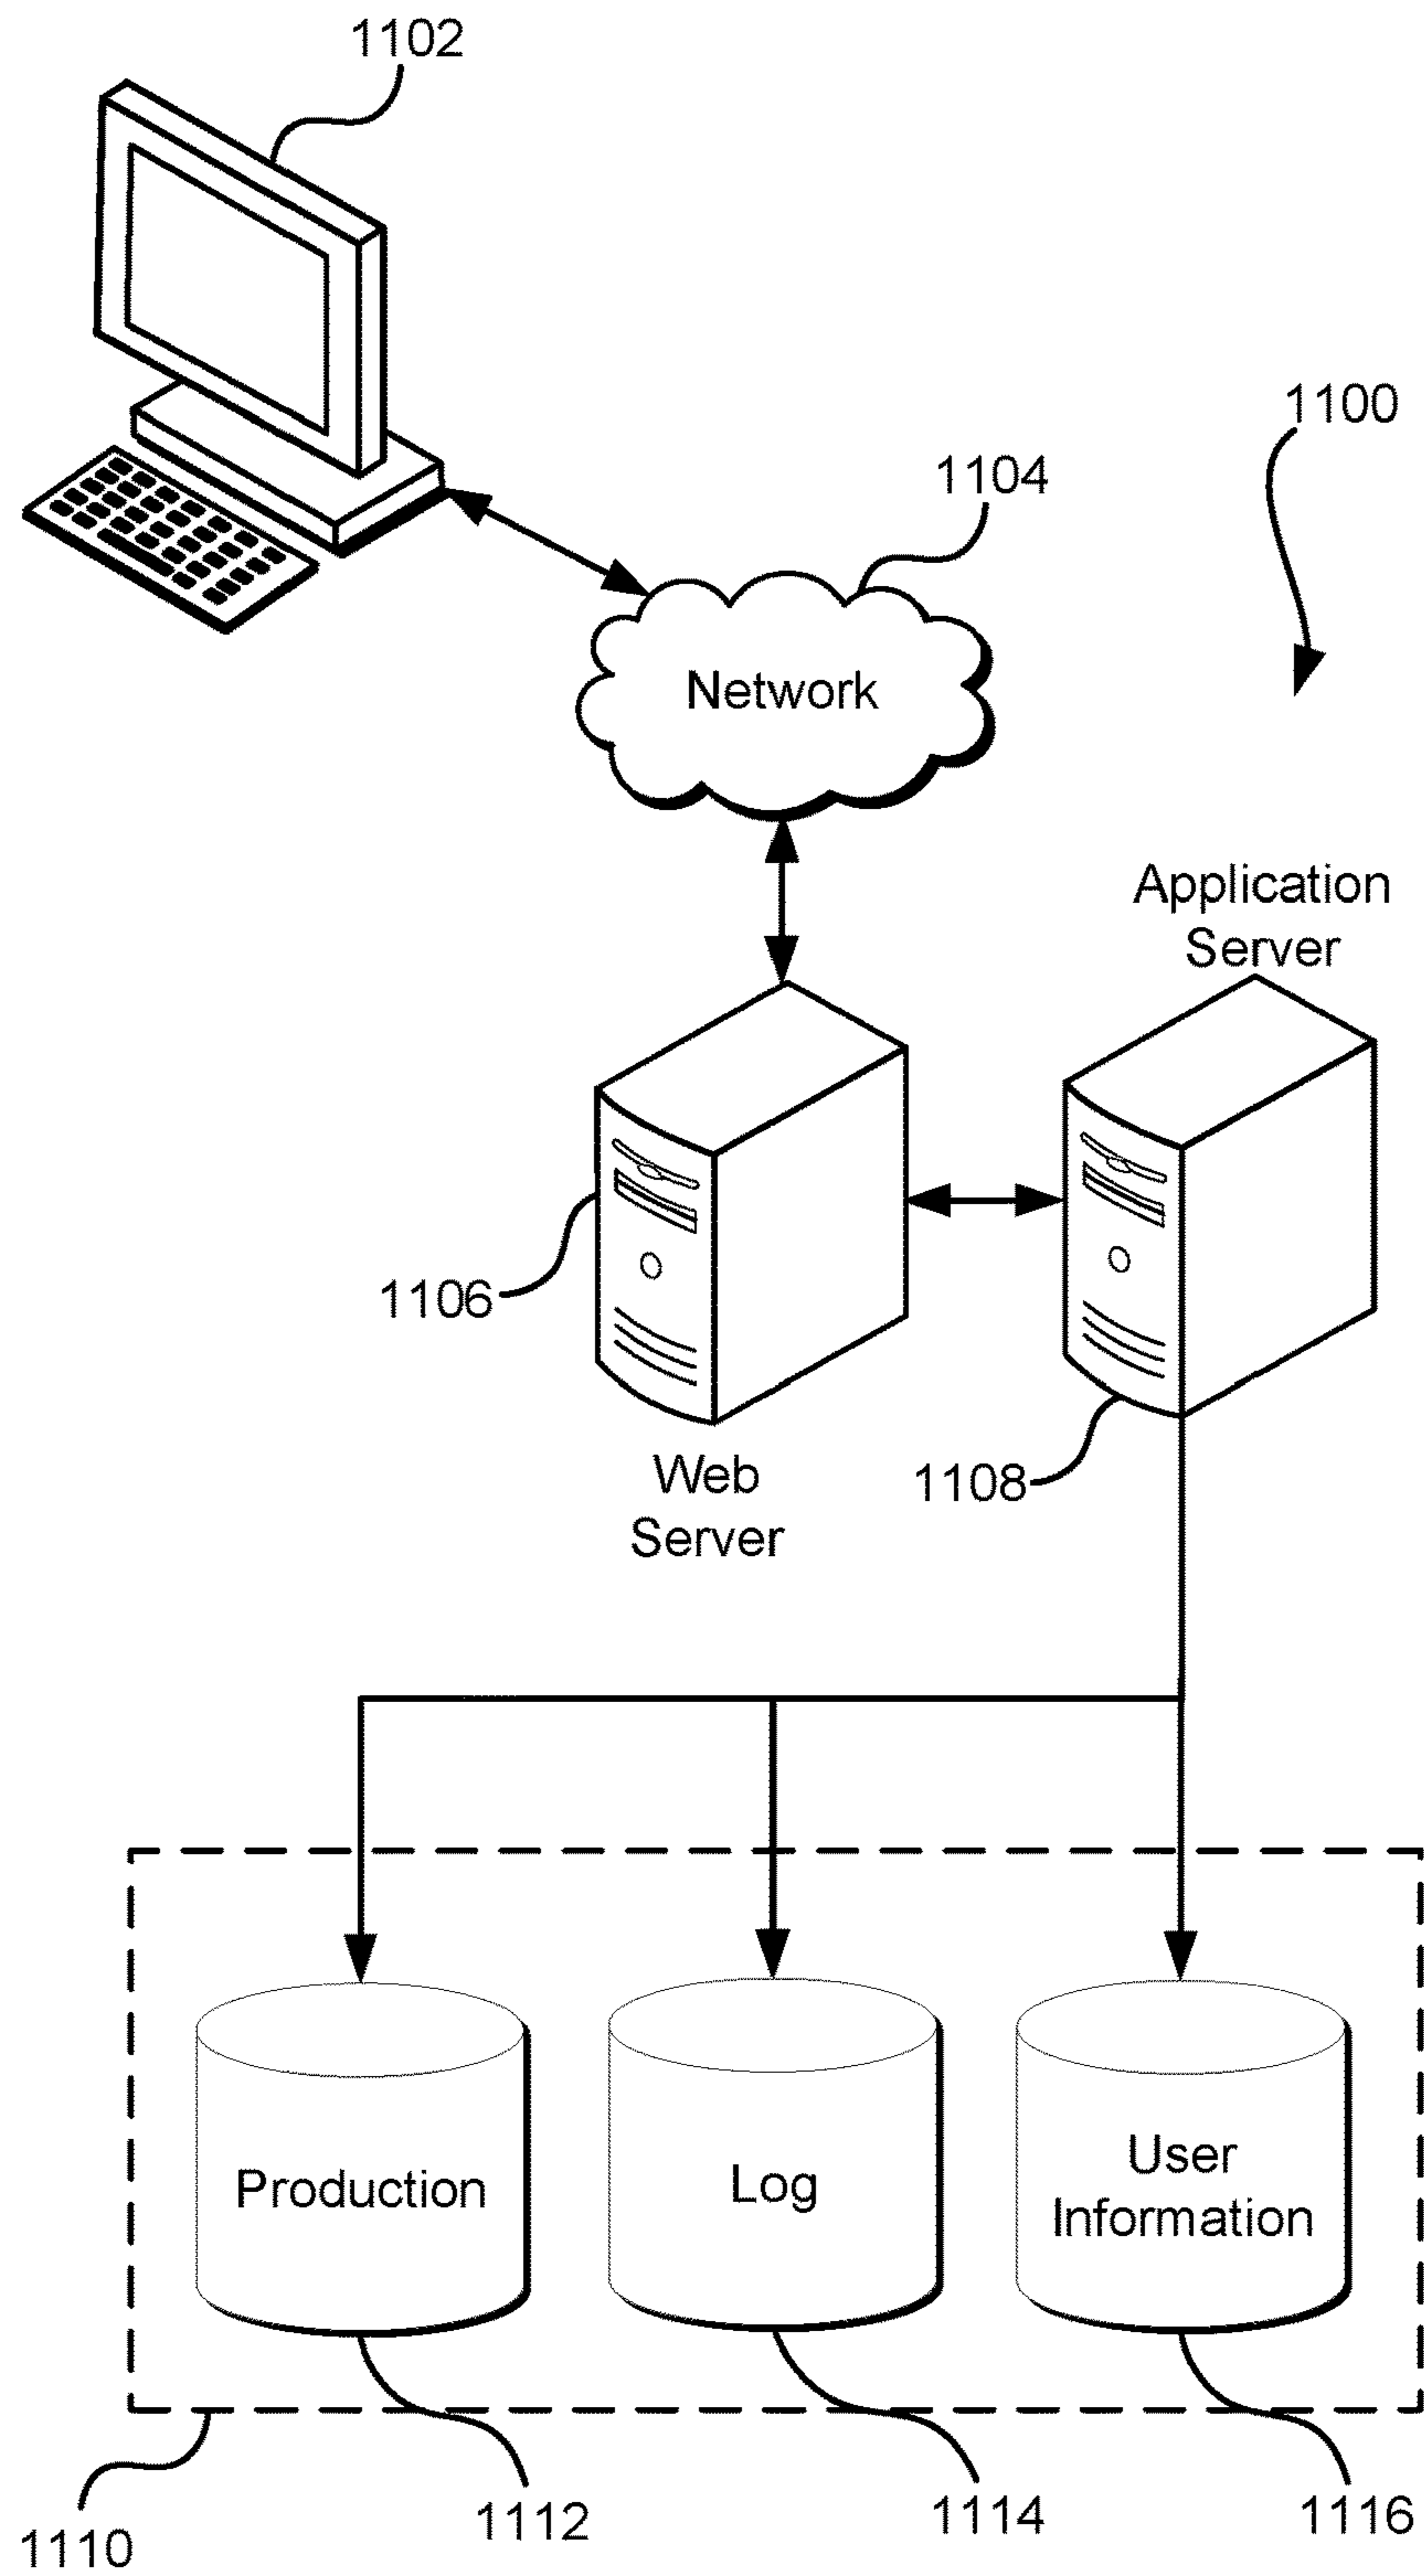 1102
1100
1104
Network
Application
Server
1106
Web
Server
1108
Production
Log
User
Information
1110
1112
1114
1116